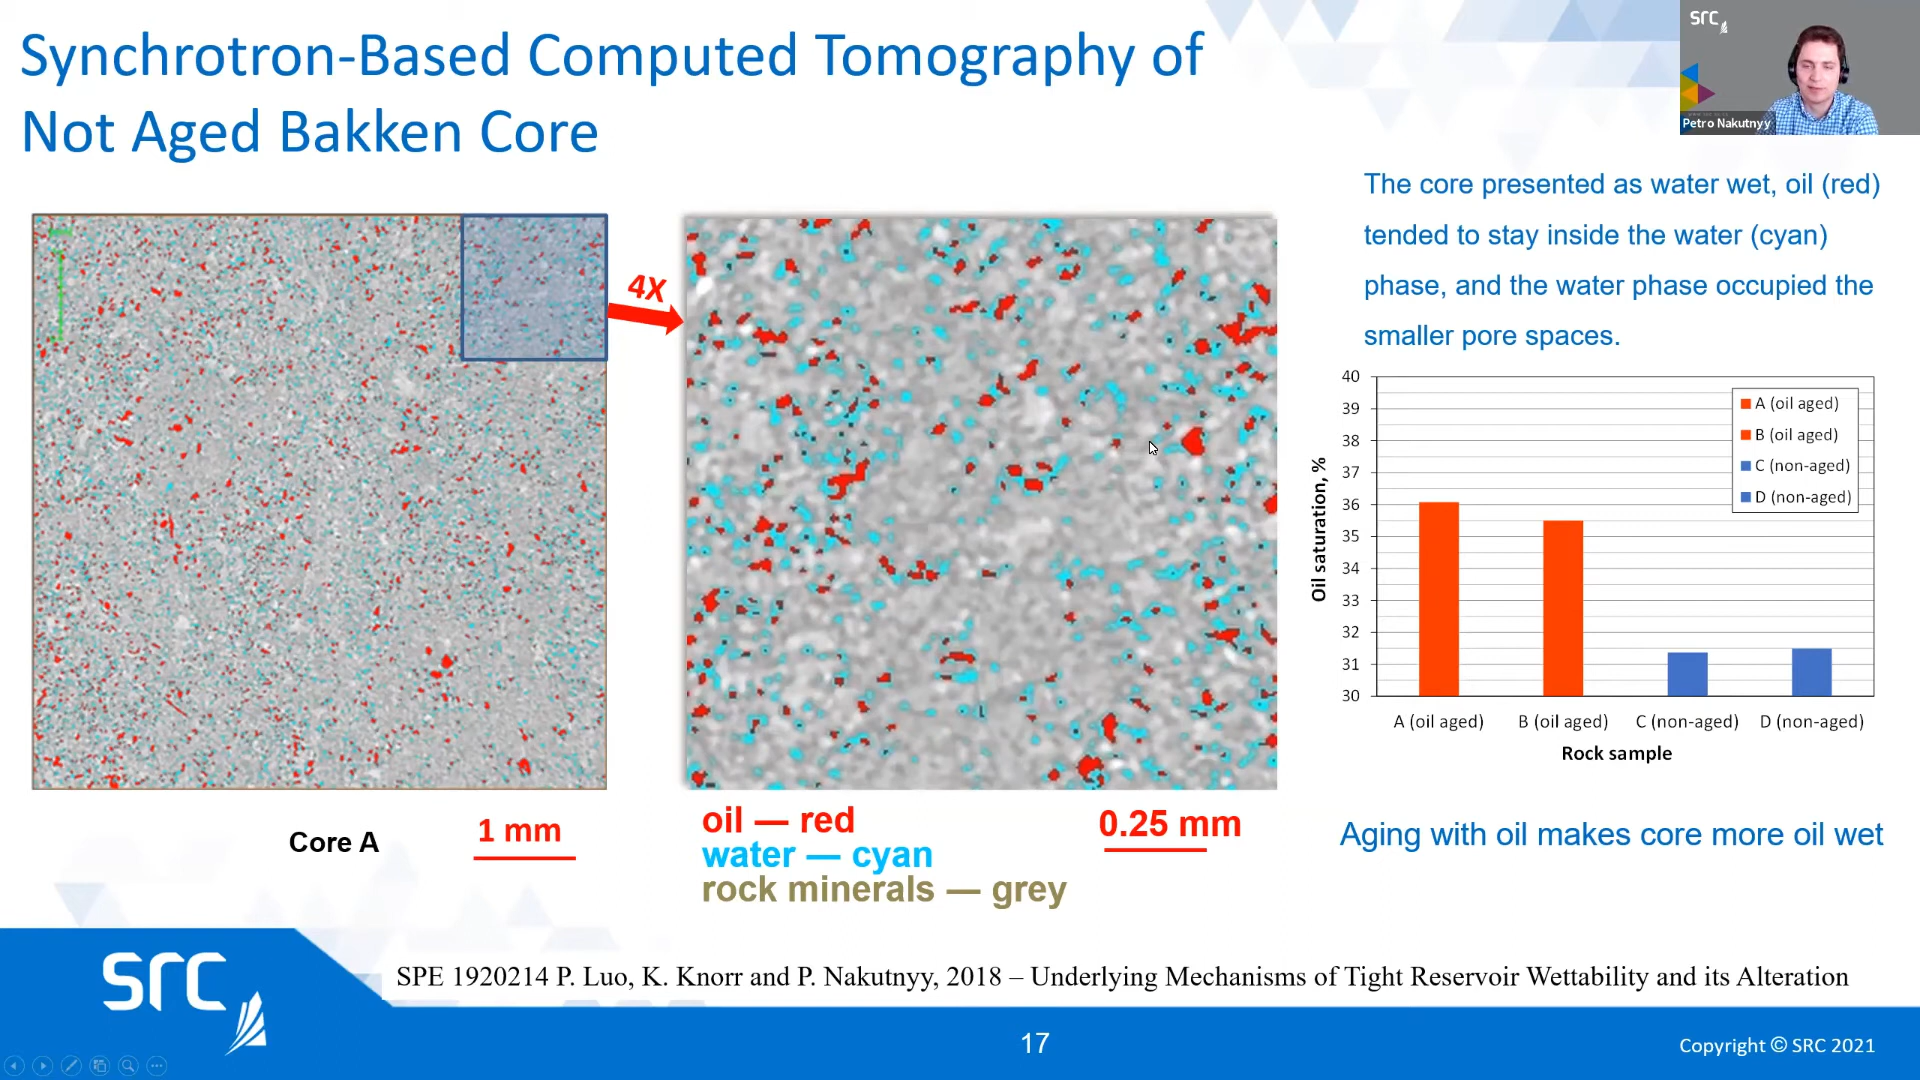 Synchrotron-Based Computed Tomography of
Not Aged Bakken Core
src
Petro Nakutnyy
The core presented as water wet, oil (red)
tended to stay inside the water (cyan)
phase, and the water phase occupied the
smaller pore spaces.
4X
40
39
38
37
36
35
34
33
32
31
30
Oil saturation, %
A (oil aged)
B (oil aged)
C (non-aged)
D (non-aged)
A (oil aged)
B (oil aged)
C (non-aged)
D (non-aged)
Rock sample
Core A
1 mm
oil — red
water — cyan
rock minerals — grey
0.25 mm
Aging with oil makes core more oil wet
SPE 1920214 P. Luo, K. Knorr and P. Nakutnyy, 2018 – Underlying Mechanisms of Tight Reservoir Wettability and its Alteration
src
17
Copyright © SRC 2021